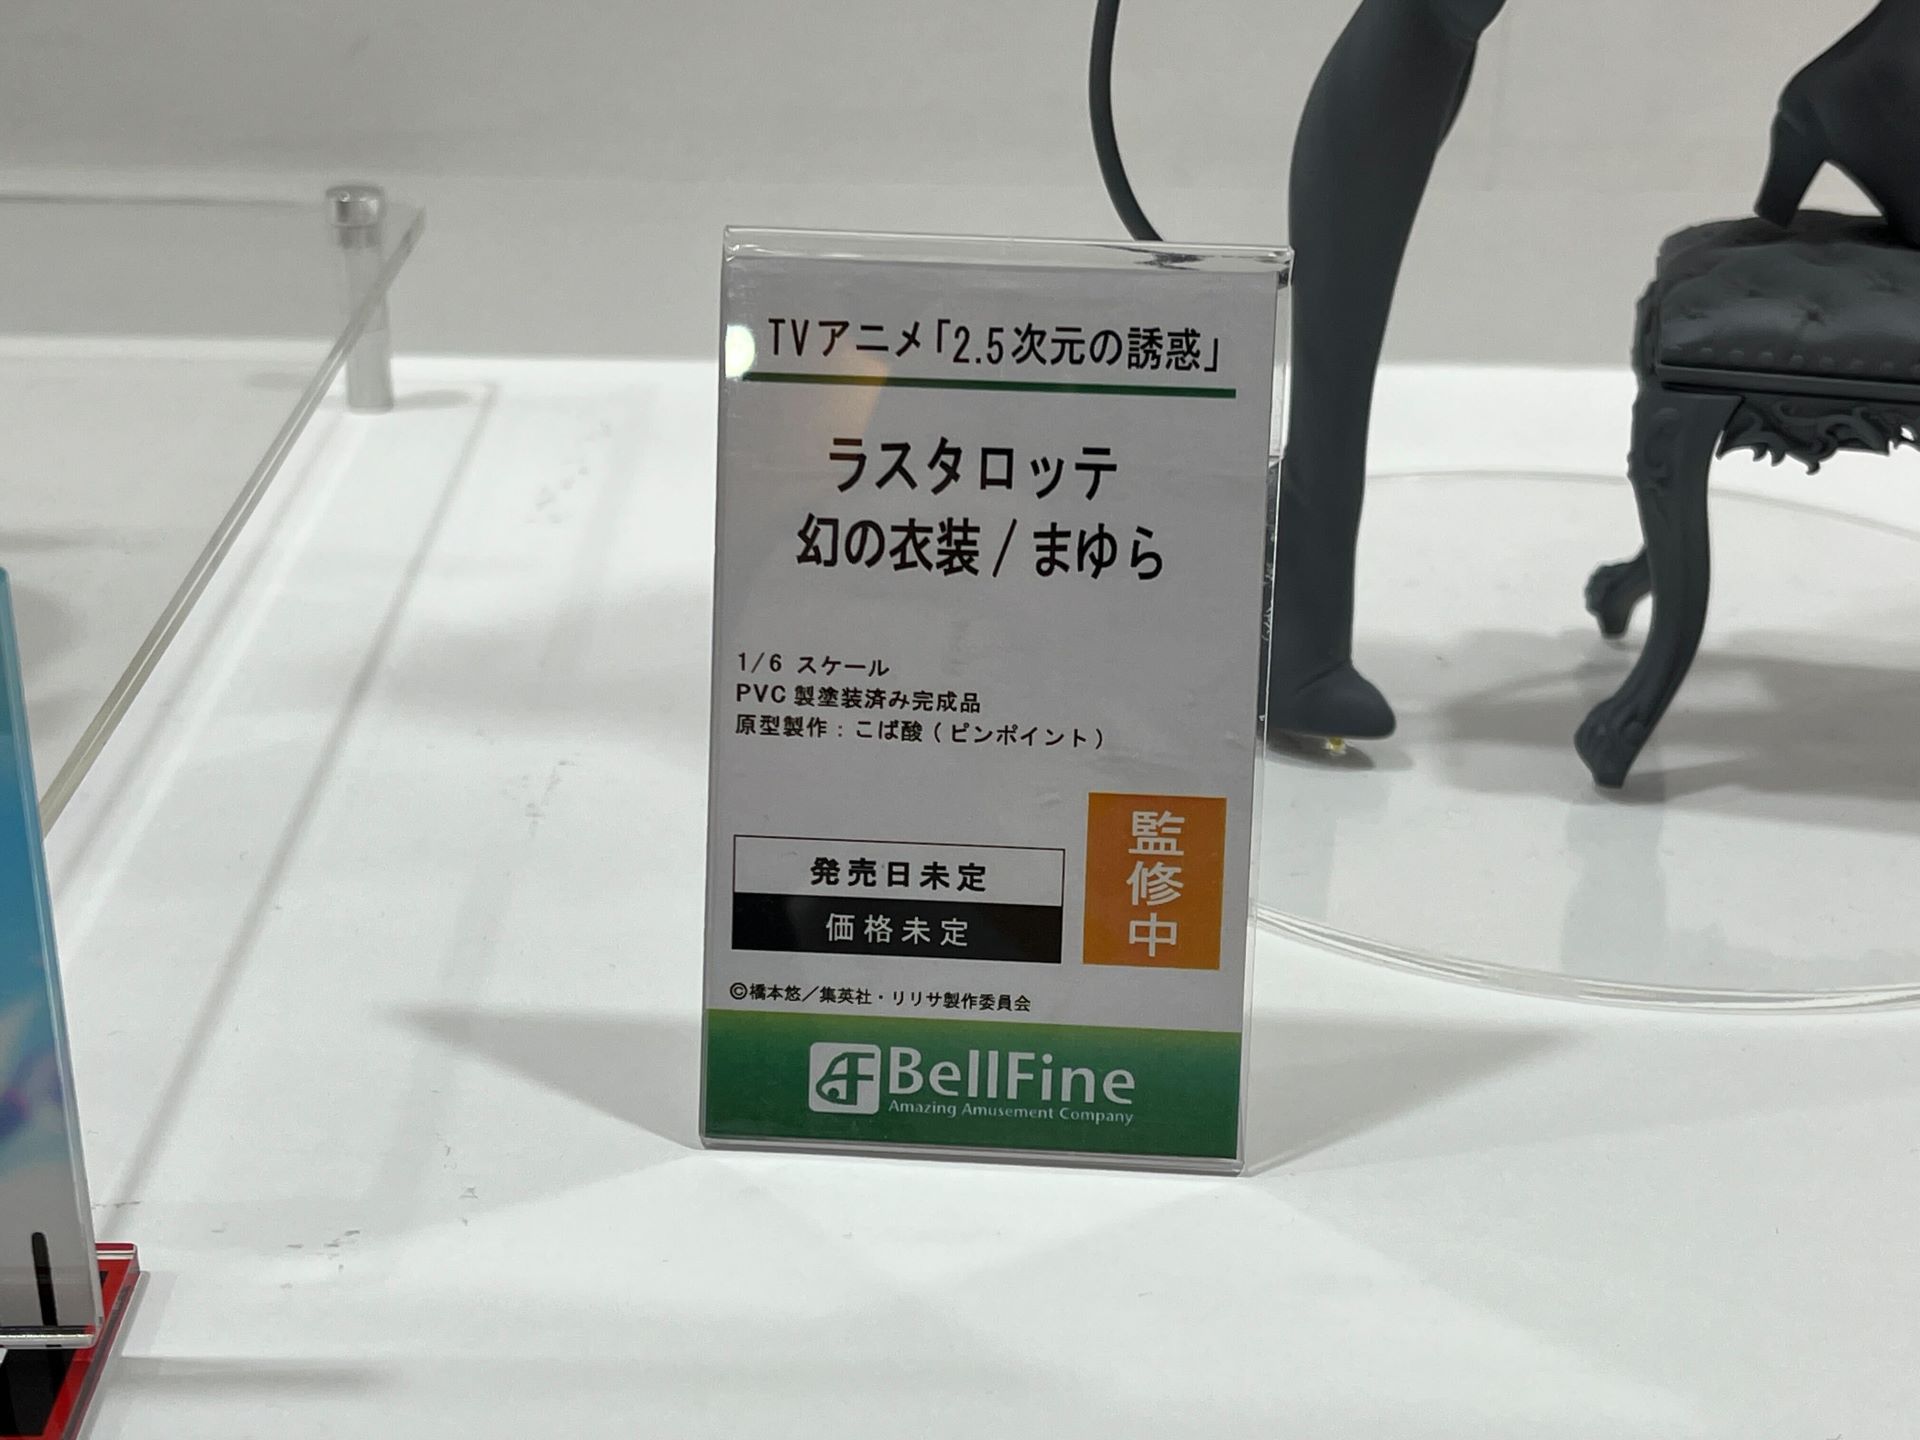 TVアニメ「2.5次元の誘惑」
ラスタロッテ
幻の衣装/まゆら
1/6 スケール
PVC製塗装済み完成品
原型製作：こば酸(ピンポイント)
監修中
発売日未定
価格未定
©橋本悠／集英社・リリサ製作委員会
BellFine
Amazing Amusement Company